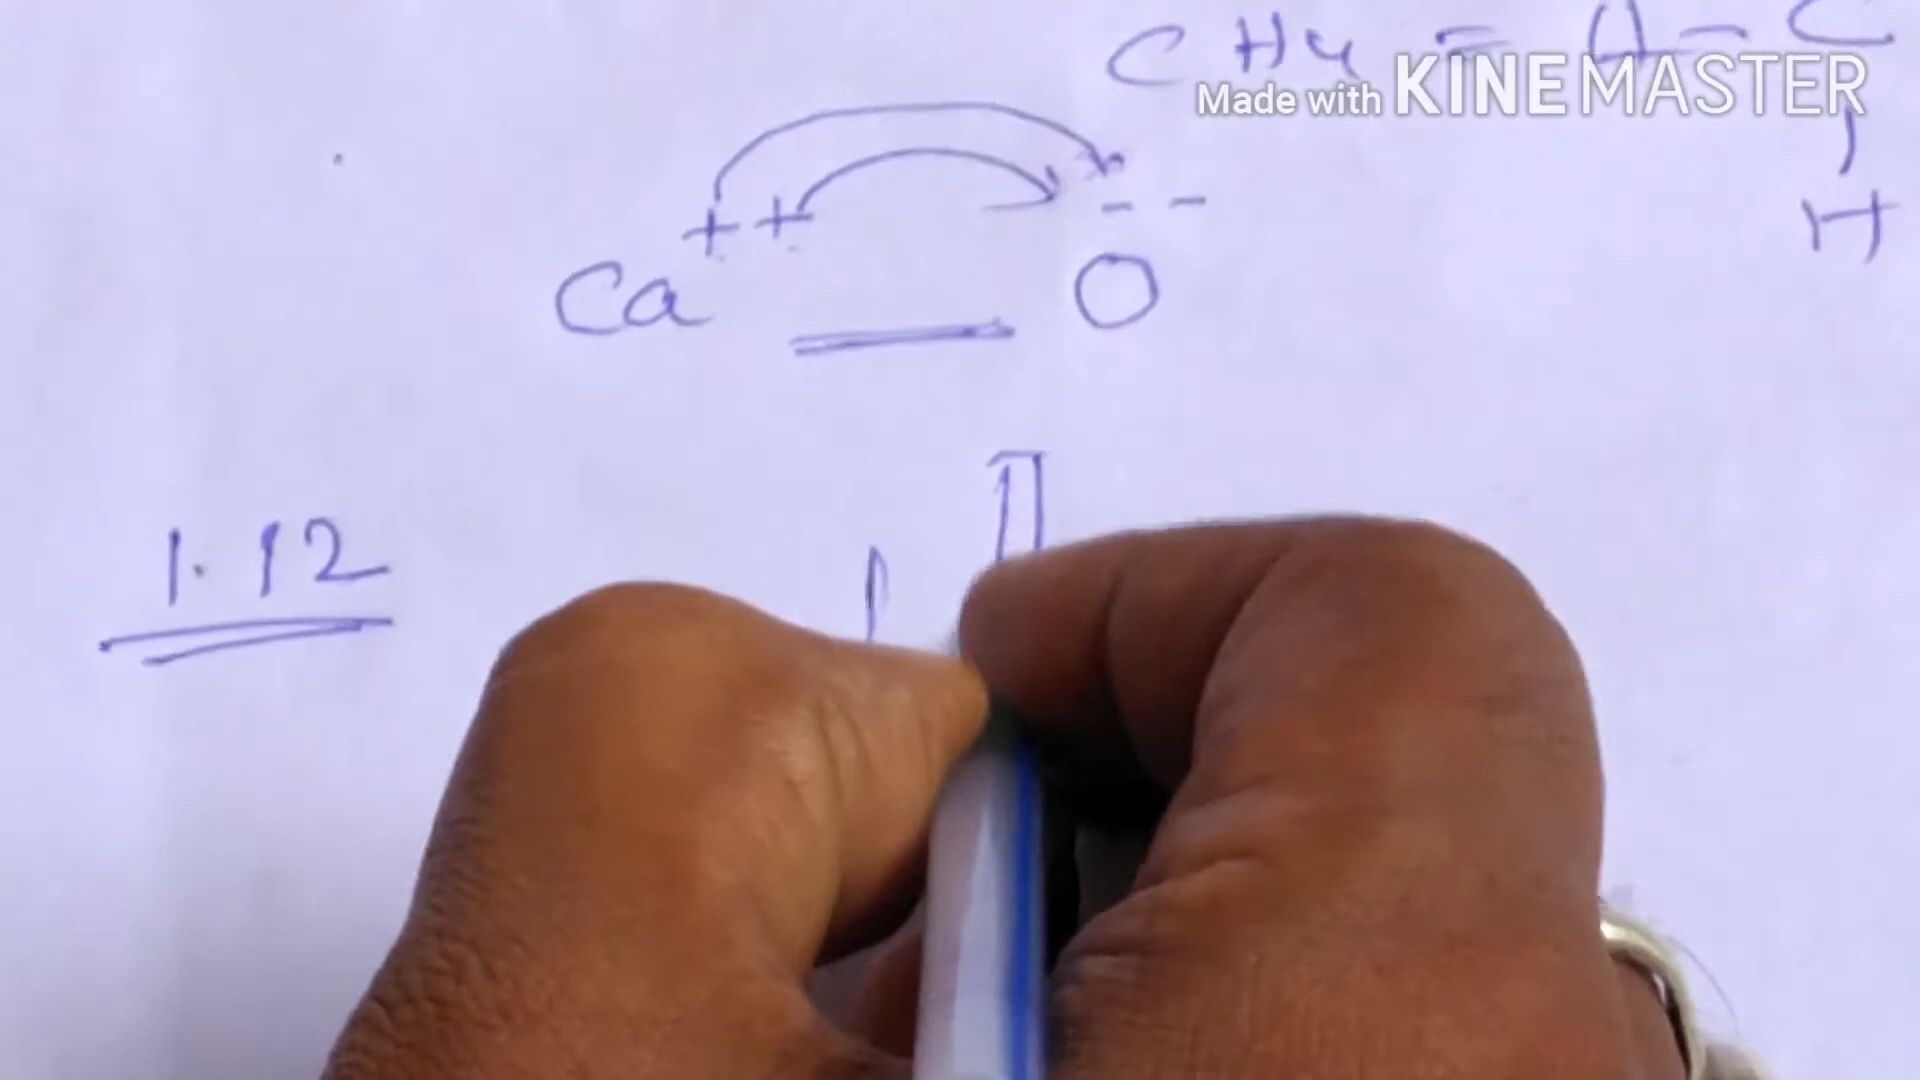 CH4 = H - C
Made with KINEMASTER
H
++ --
Ca O
1.12